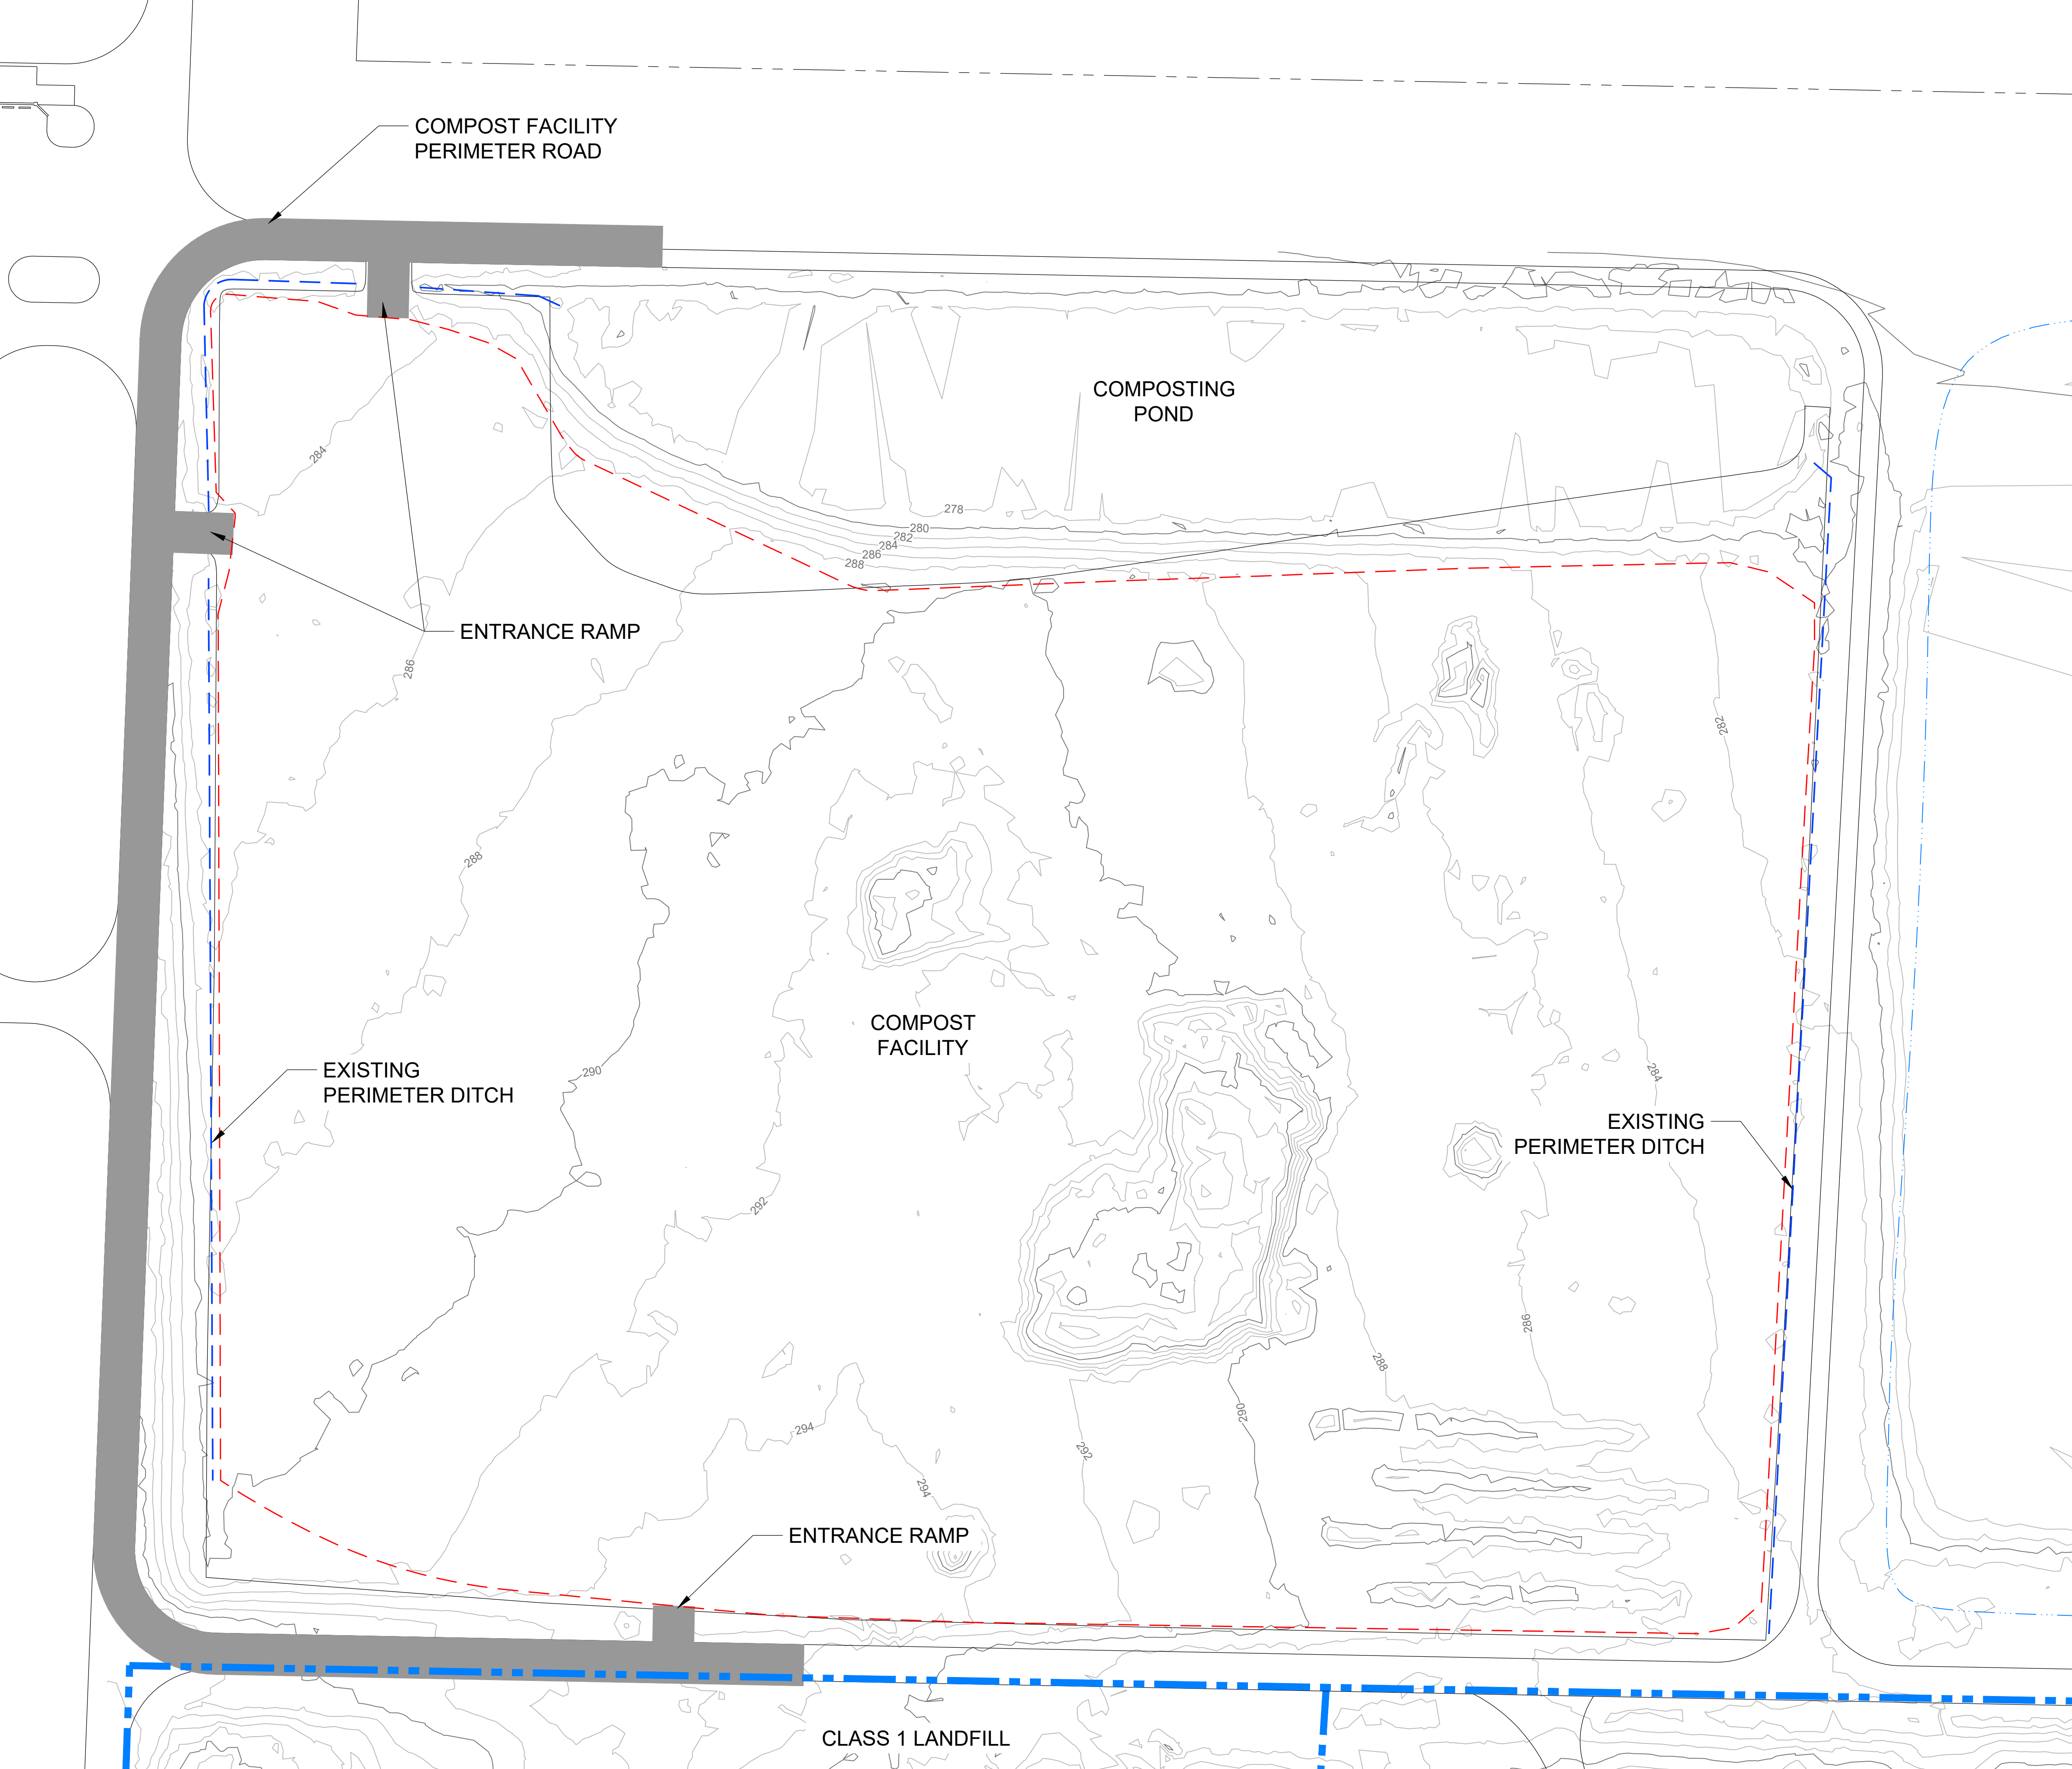 COMPOST FACILITY
PERIMETER ROAD
COMPOSTING
POND
284
278
280
282
284
286
288
ENTRANCE RAMP
286
282
288
COMPOST
FACILITY
290
EXISTING
PERIMETER DITCH
284
EXISTING
PERIMETER DITCH
292
286
288
290
294
292
294
ENTRANCE RAMP
CLASS 1 LANDFILL